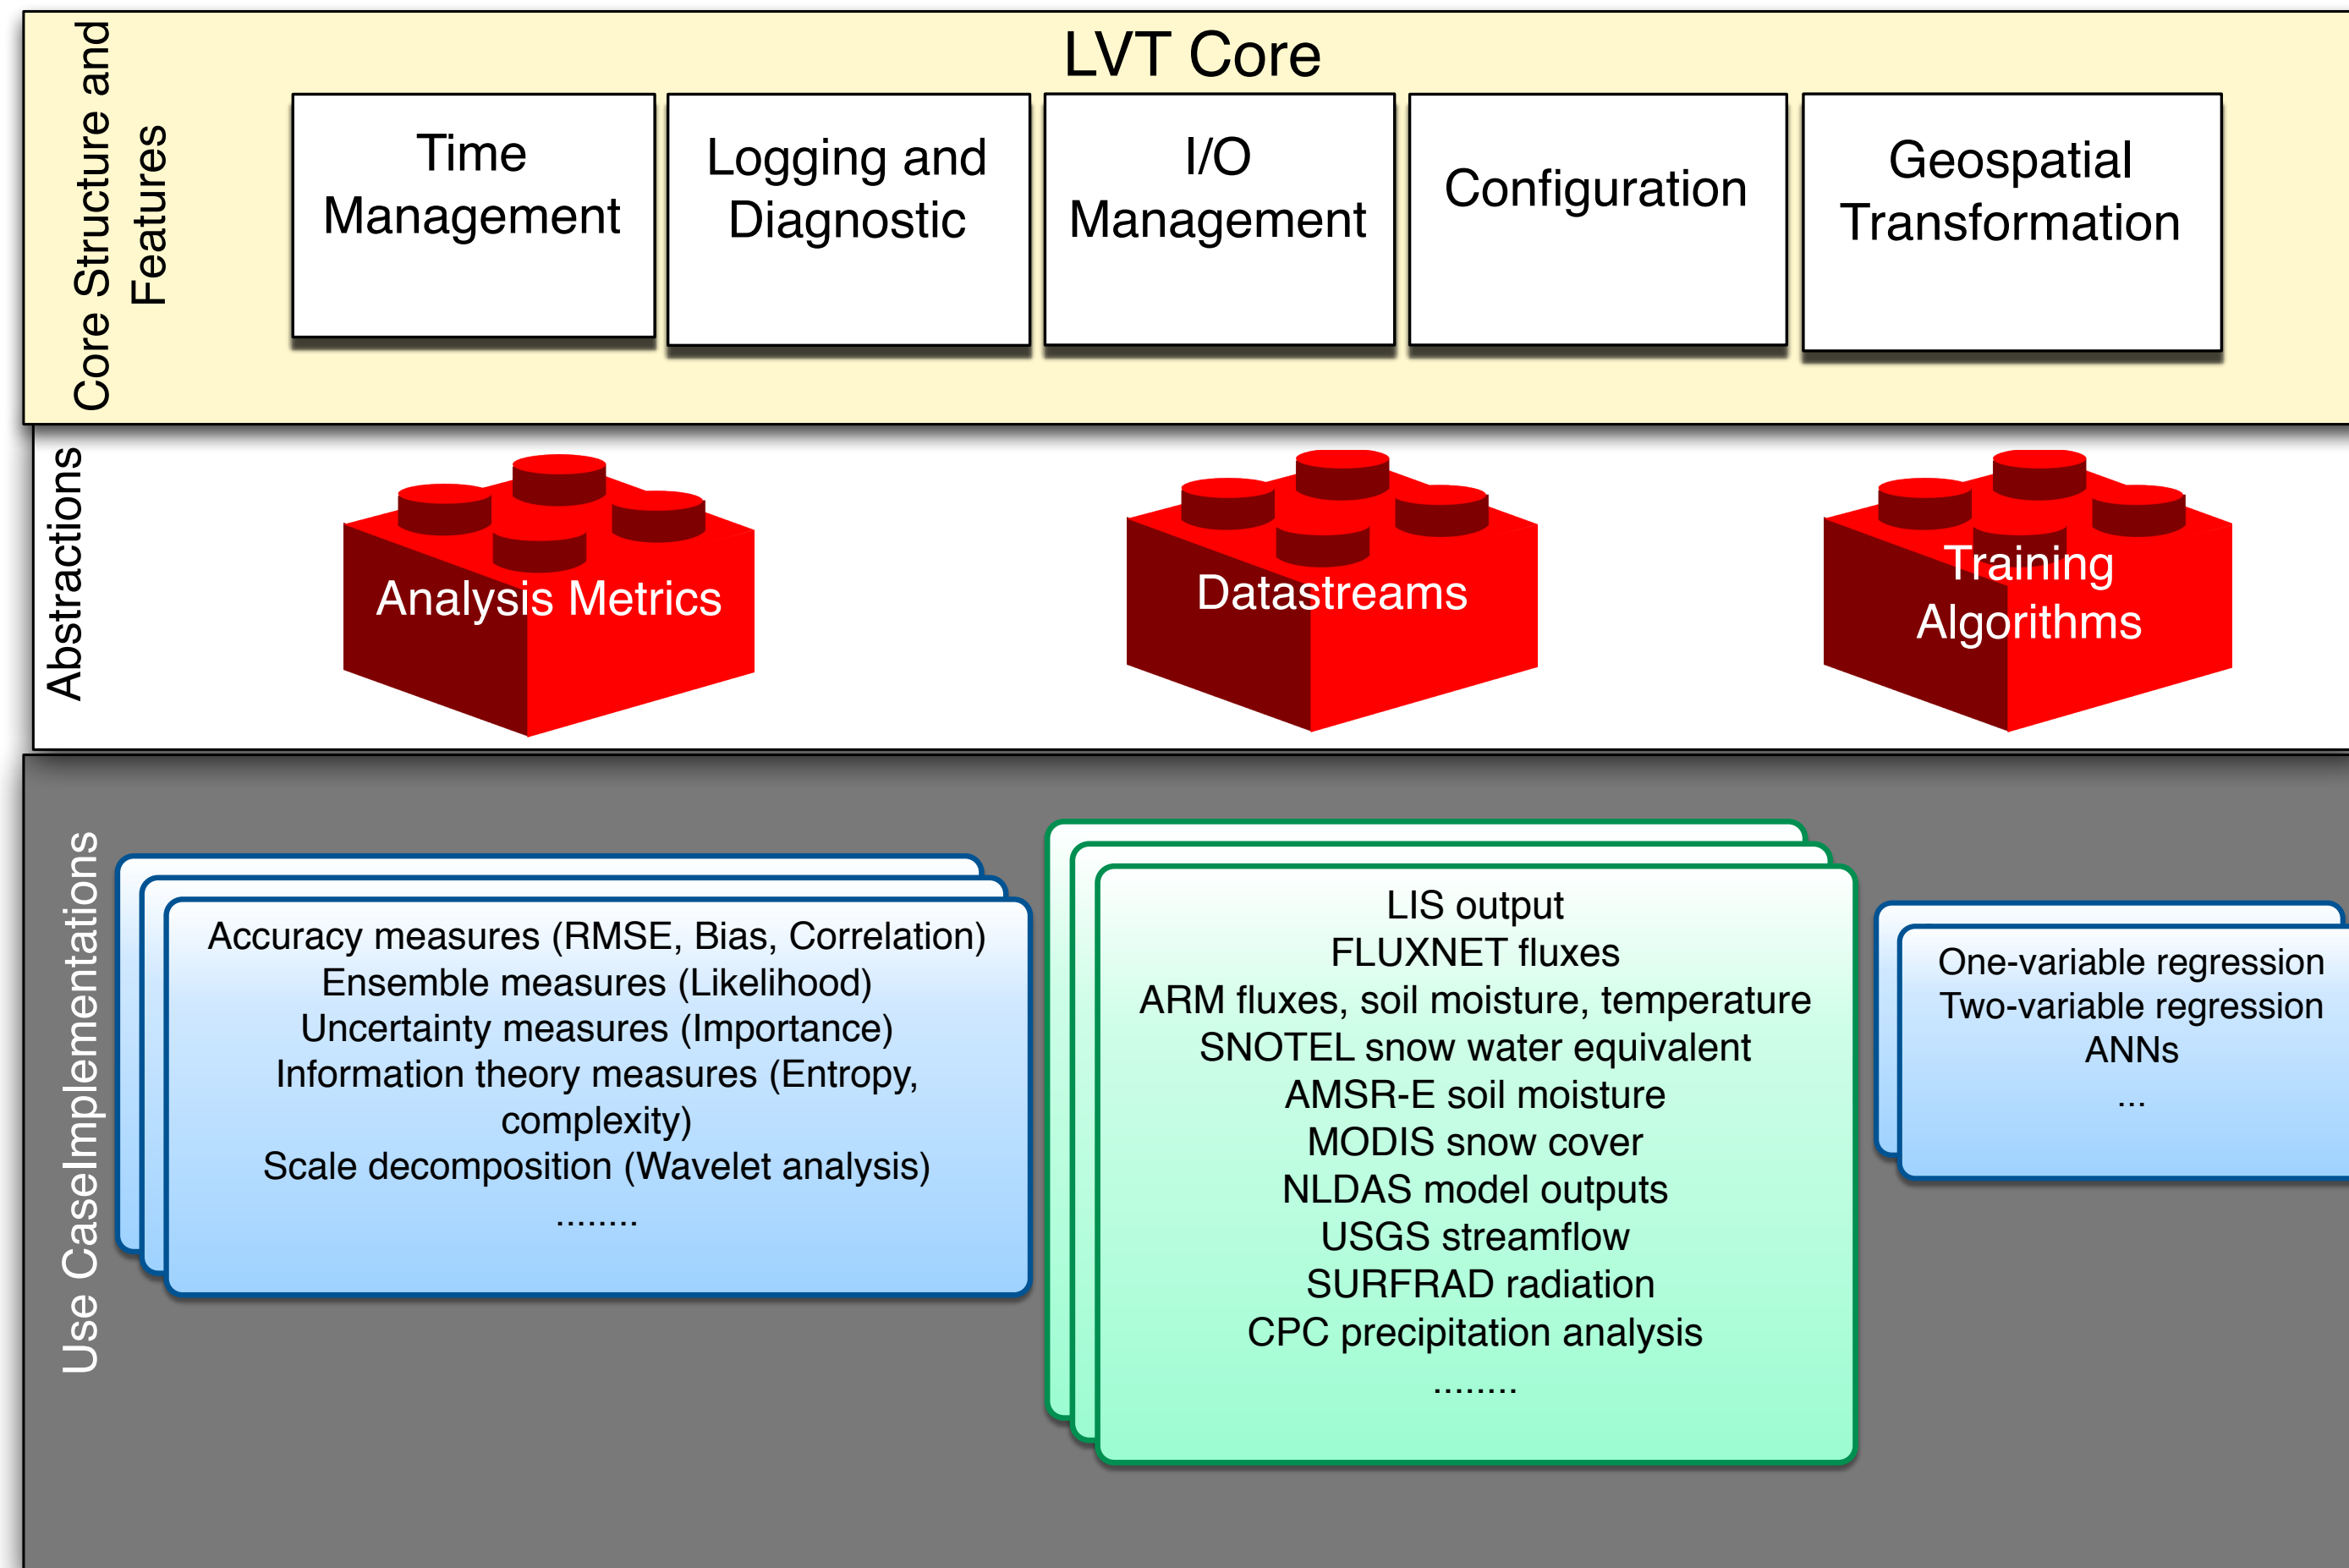 LVT Core
Core Structure and
Features
Time
Management
Logging and
Diagnostic
I/O
Management
Configuration
Geospatial
Transformation
Abstractions
Analysis Metrics
Datastreams
Training
Algorithms
Use CaseImplementations
Accuracy measures (RMSE, Bias, Correlation)
Ensemble measures (Likelihood)
Uncertainty measures (Importance)
Information theory measures (Entropy,
complexity)
Scale decomposition (Wavelet analysis)
........
LIS output
FLUXNET fluxes
ARM fluxes, soil moisture, temperature
SNOTEL snow water equivalent
AMSR-E soil moisture
MODIS snow cover
NLDAS model outputs
USGS streamflow
SURFRAD radiation
CPC precipitation analysis
........
One-variable regression
Two-variable regression
ANNs
...